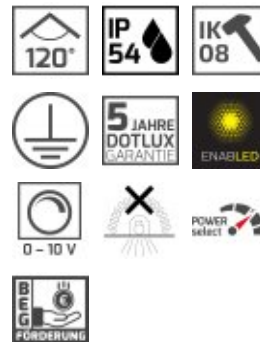 120°
IP
54
IK
08
5 JAHRE
DOTLUX
GARANTIE
ENABLED
0 – 10 V
POWER
select
BEG
FÖRDERUNG